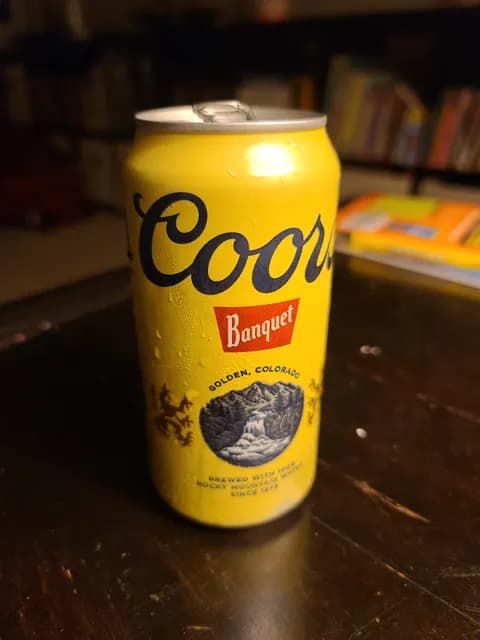 Coors
Banquet
GOLDEN, COLORADO
BREWED WITH 100%
ROCKY MOUNTAIN WATER
SINCE 1873